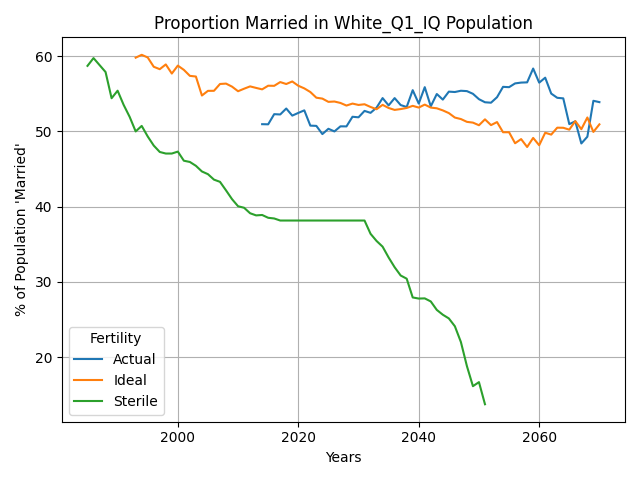 Proportion Married in White_Q1_IQ Population
% of Population 'Married'
60
50
40
30
20
Fertility
Actual
Ideal
Sterile
2000
2020
2040
2060
Years